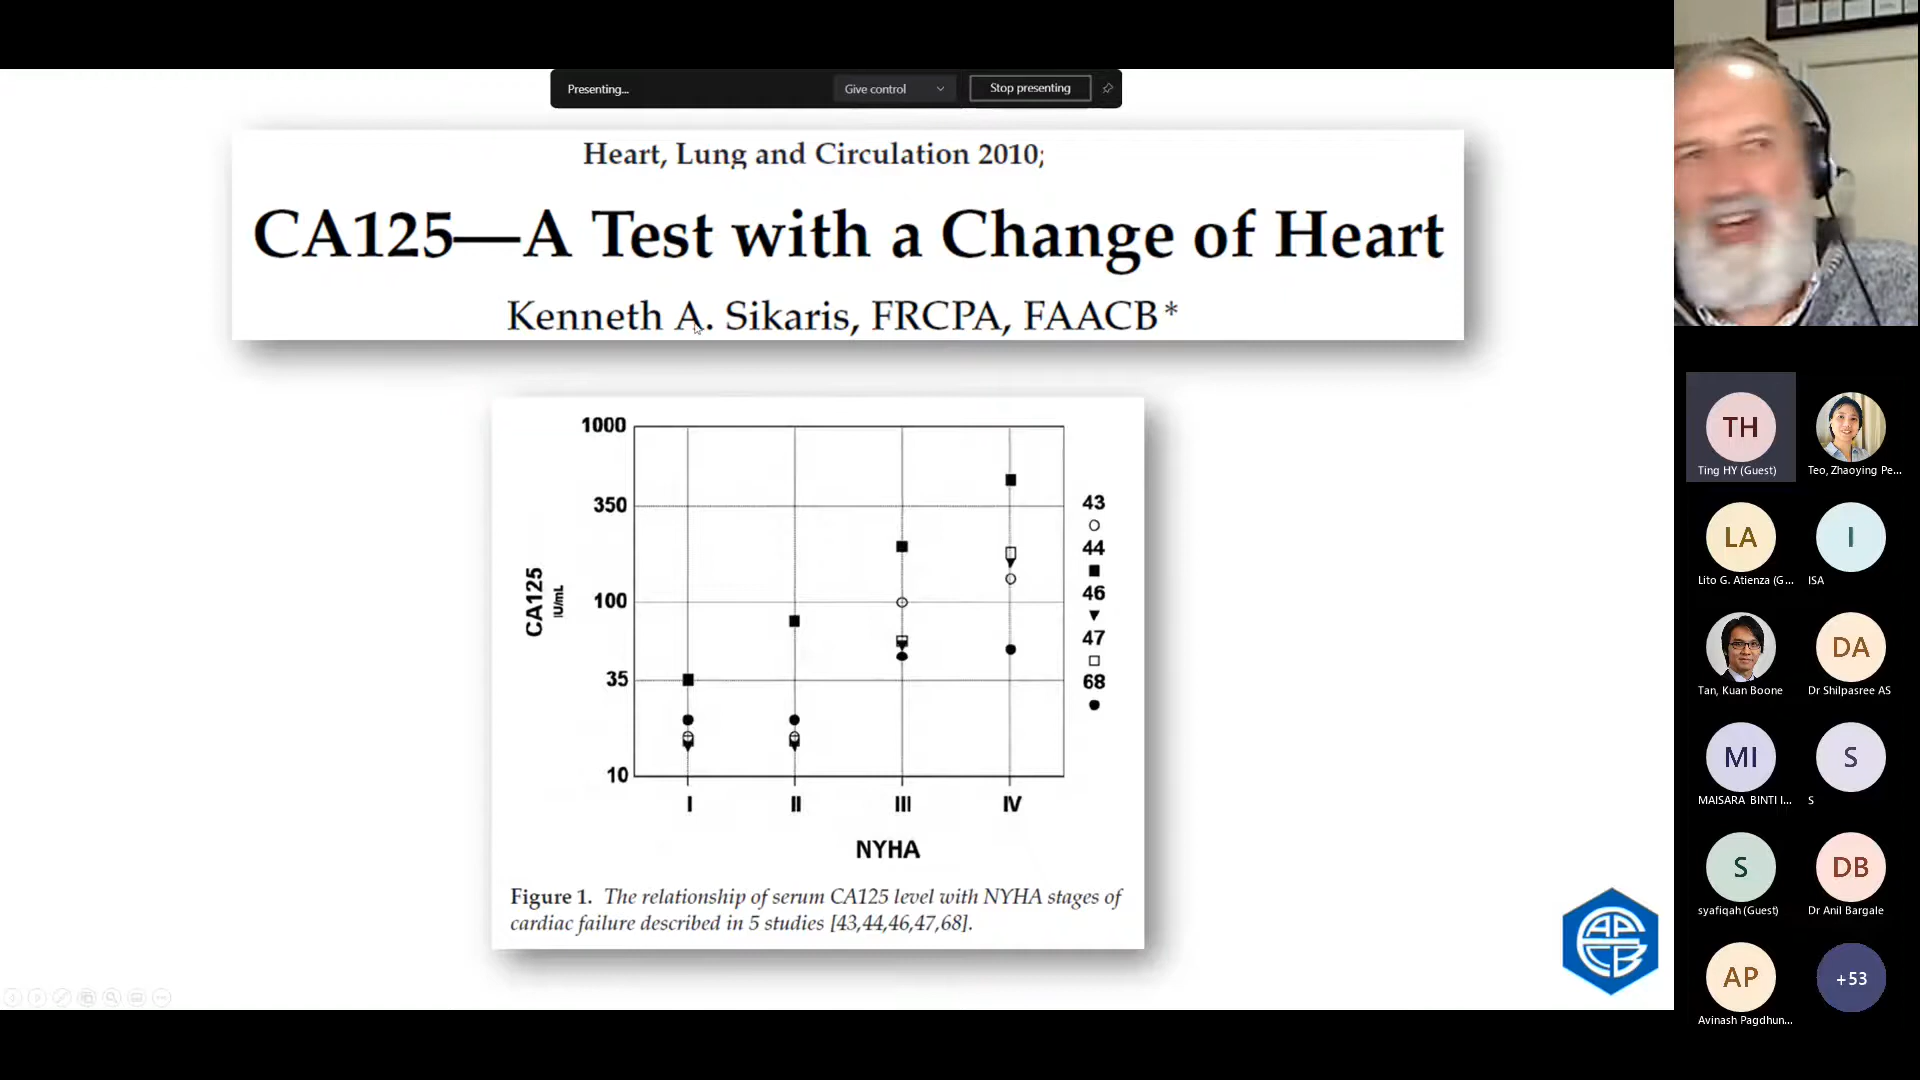 Presenting...
Give control
Stop presenting
Heart, Lung and Circulation 2010;
CA125—A Test with a Change of Heart
Kenneth A. Sikaris, FRCPA, FAACB*
1000
350
100
35
10
CA125
IU/mL
I II III IV
NYHA
43
44
46
47
68
Figure 1. The relationship of serum CA125 level with NYHA stages of
cardiac failure described in 5 studies [43,44,46,47,68].
APFCB
TH
Ting HY (Guest)
Teo, Zhaoying Pe...
LA
Lito G. Atienza (G...
I
ISA
Tan, Kuan Boone
DA
Dr Shilpasree AS
MI
MAISARA BINTI I...
S
S
S
syafiqah (Guest)
DB
Dr Anil Bargale
AP
Avinash Pagdhun...
+53